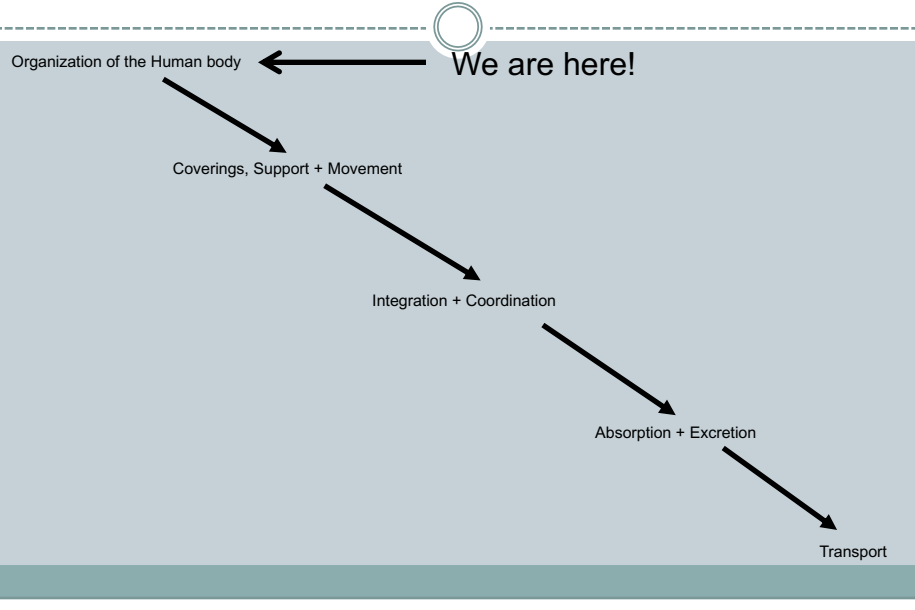 Organization of the Human body
We are here!
Coverings, Support + Movement
Integration + Coordination
Absorption + Excretion
Transport